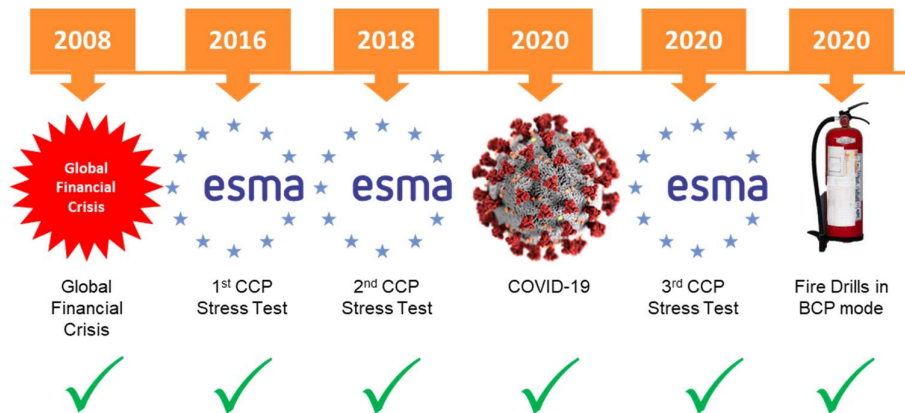 2008
2016
2018
2020
2020
2020
Global
Financial
Crisis
esma
esma
esma
Global
Financial
Crisis
1st CCP
Stress Test
2nd CCP
Stress Test
COVID-19
3rd CCP
Stress Test
Fire Drills in
BCP mode